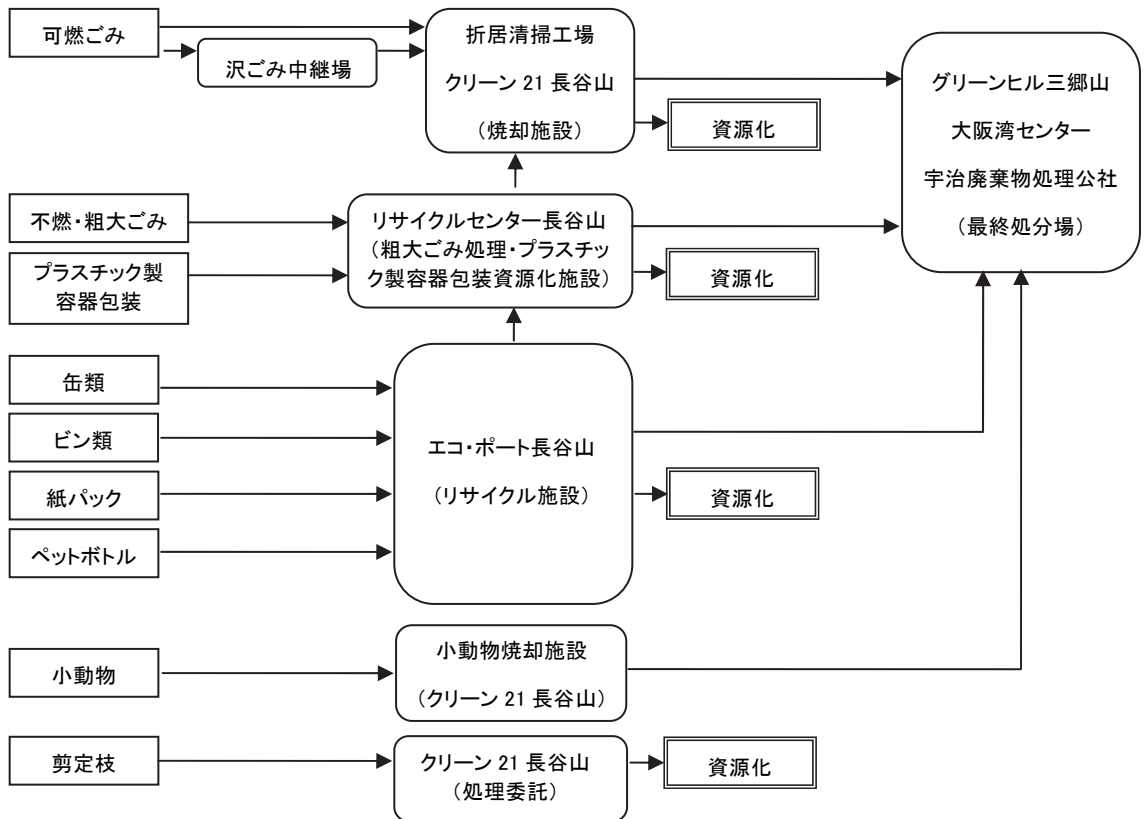 可燃ごみ
沢ごみ中継場
折居清掃工場
クリーン 21 長谷山
（焼却施設）
資源化
グリーンヒル三郷山
大阪湾センター
宇治廃棄物処理公社
（最終処分場）
不燃・粗大ごみ
プラスチック製
容器包装
リサイクルセンター長谷山
（粗大ごみ処理・プラスチッ
ク製容器包装資源化施設）
資源化
缶類
ビン類
紙パック
ペットボトル
エコ・ポート長谷山
（リサイクル施設）
資源化
小動物
小動物焼却施設
（クリーン 21 長谷山）
剪定枝
クリーン 21 長谷山
（処理委託）
資源化